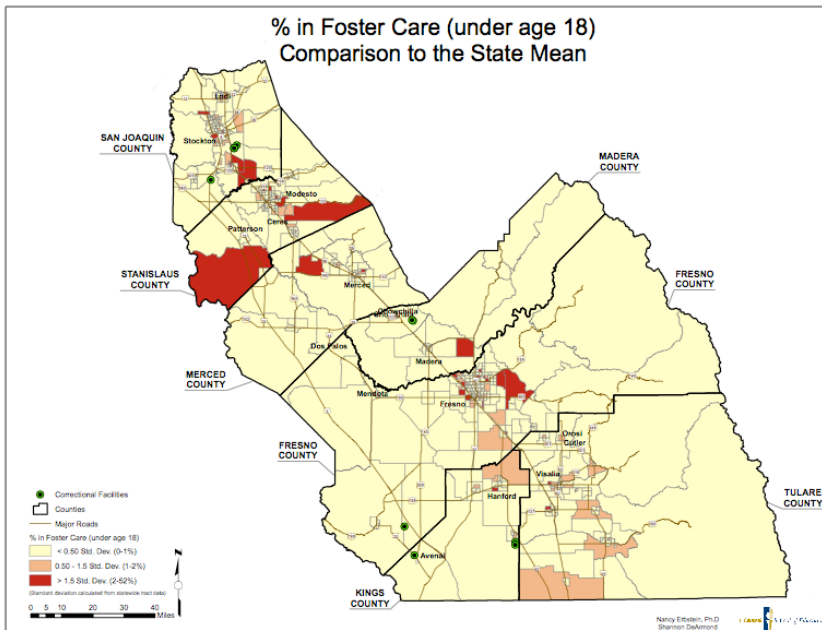 % in Foster Care (under age 18)
Comparison to the State Mean
Lodi
SAN JOAQUIN
COUNTY
Stockton
MADERA
COUNTY
Modesto
Ceres
Patterson
STANISLAUS
COUNTY
FRESNO
COUNTY
Merced
Chowchilla
Dos Palos
Madera
MERCED
COUNTY
Mendota
Fresno
FRESNO
COUNTY
Orosi
Cutler
Visalia
Hanford
TULARE
COUNTY
Avenal
KINGS
COUNTY
Correctional Facilities
Counties
Major Roads
% in Foster Care (under age 18)
< 0.50 Std. Dev. (0-1%)
0.50 - 1.5 Std. Dev. (1-2%)
> 1.5 Std. Dev. (2-52%)
(Standard deviation calculated from statewide tract data)
N
0 5 10 20 30 40
Miles
Nancy Ettstein, Ph.D
Shannon DeArmond